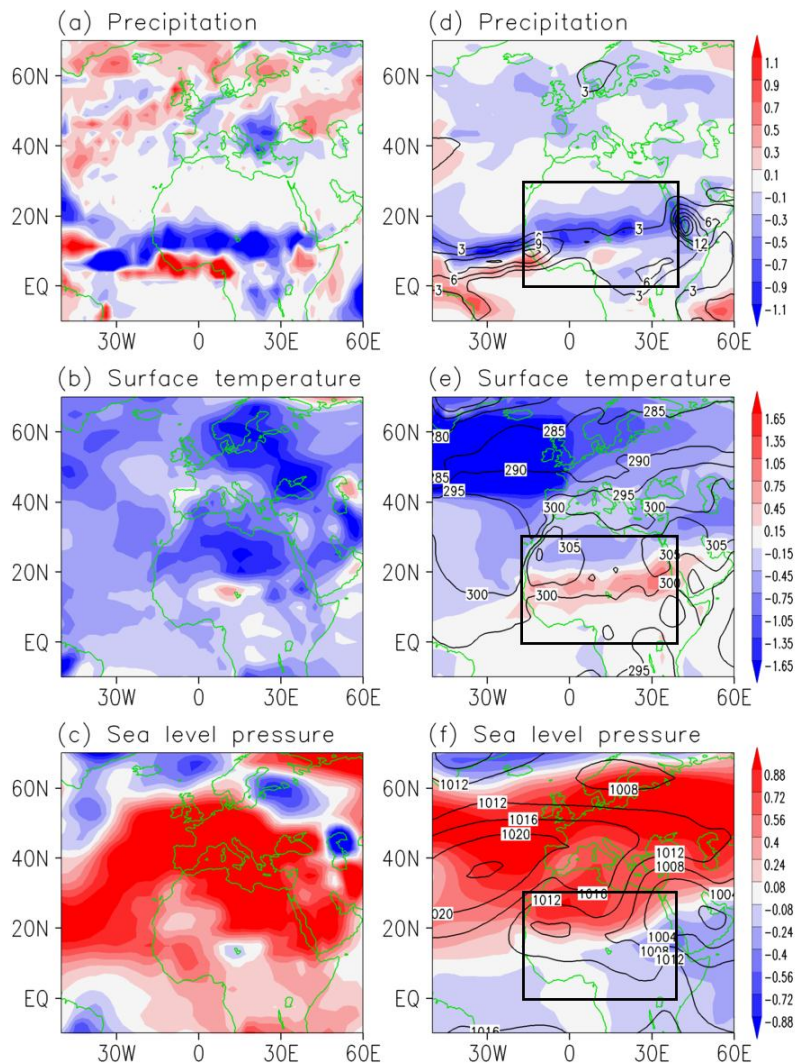 (a) Precipitation
60N
40N
20N
EQ
30W 0 30E 60E
(d) Precipitation
60N
40N
20N
EQ
30W 0 30E 60E
3
3
9
6
3
6
3
3
6
12
1.1
0.9
0.7
0.5
0.3
0.1
-0.1
-0.3
-0.5
-0.7
-0.9
-1.1
(b) Surface temperature
60N
40N
20N
EQ
30W 0 30E 60E
(e) Surface temperature
60N
40N
20N
EQ
30W 0 30E 60E
280
285
285
285
290
290
295
295
300
300
305
305
305
300
300
300
295
1.65
1.35
1.05
0.75
0.45
0.15
-0.15
-0.45
-0.75
-1.05
-1.35
-1.65
(c) Sea level pressure
60N
40N
20N
EQ
30W 0 30E 60E
(f) Sea level pressure
60N
40N
20N
EQ
30W 0 30E 60E
1012
1008
1012
1016
1020
1012
1008
1016
1012
1004
1020
1004
1008
1012
1016
0.88
0.72
0.56
0.4
0.24
0.08
-0.08
-0.24
-0.4
-0.56
-0.72
-0.88